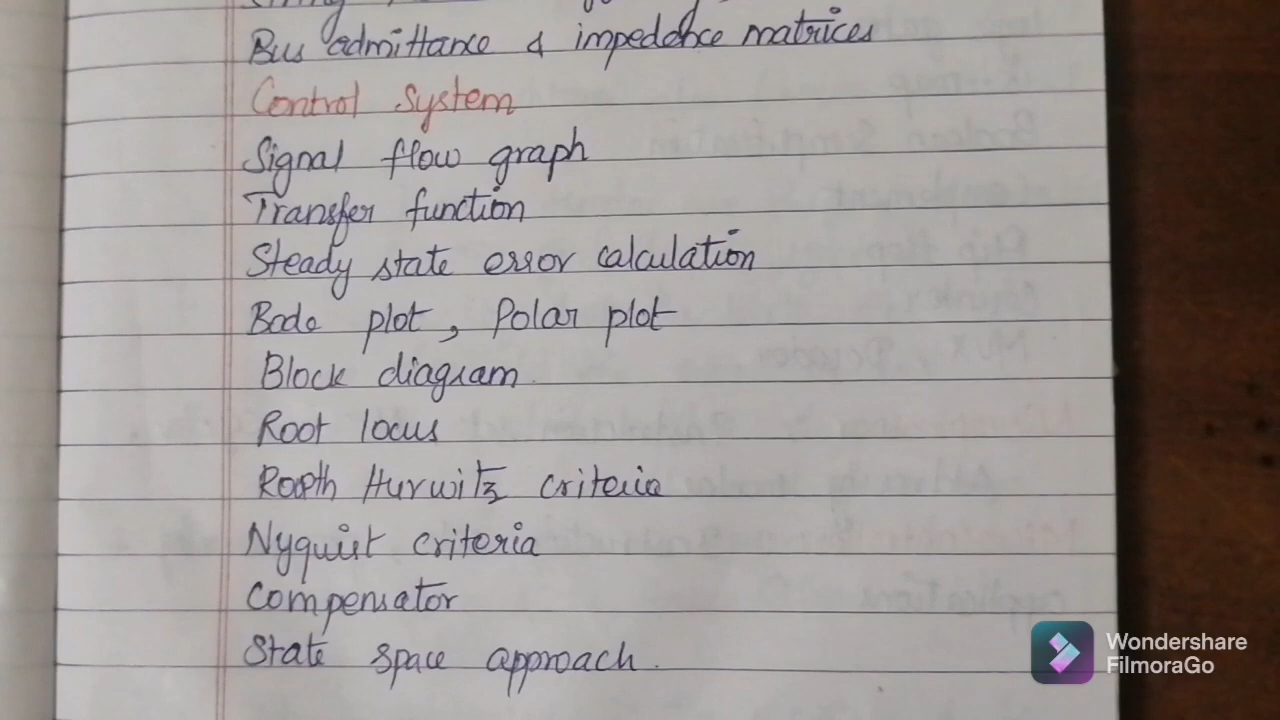 Bus admittance & impedance matrices
Control System
Signal flow graph
Transfer function
Steady state error calculation
Bode plot, Polar plot
Block diagram
Root locus
Hurwitz criteria
Nyquist criteria
Compensator
State space approach.
Wondershare
FilmoraGo